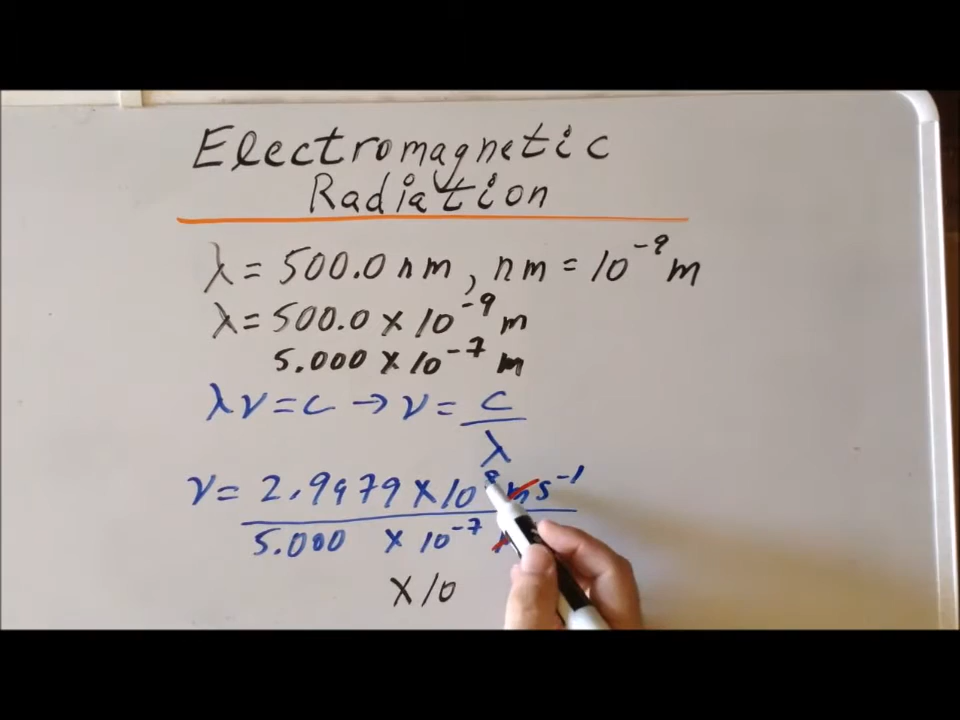 Electromagnetic
Radiation
λ = 500.0 nm, nm = 10⁻⁹ m
λ = 500.0 × 10⁻⁹ m
5.000 × 10⁻⁷ m
λν = c → ν = c / λ
ν = 2.9979 × 10⁸ m s⁻¹
5.000 × 10⁻⁷
× 10